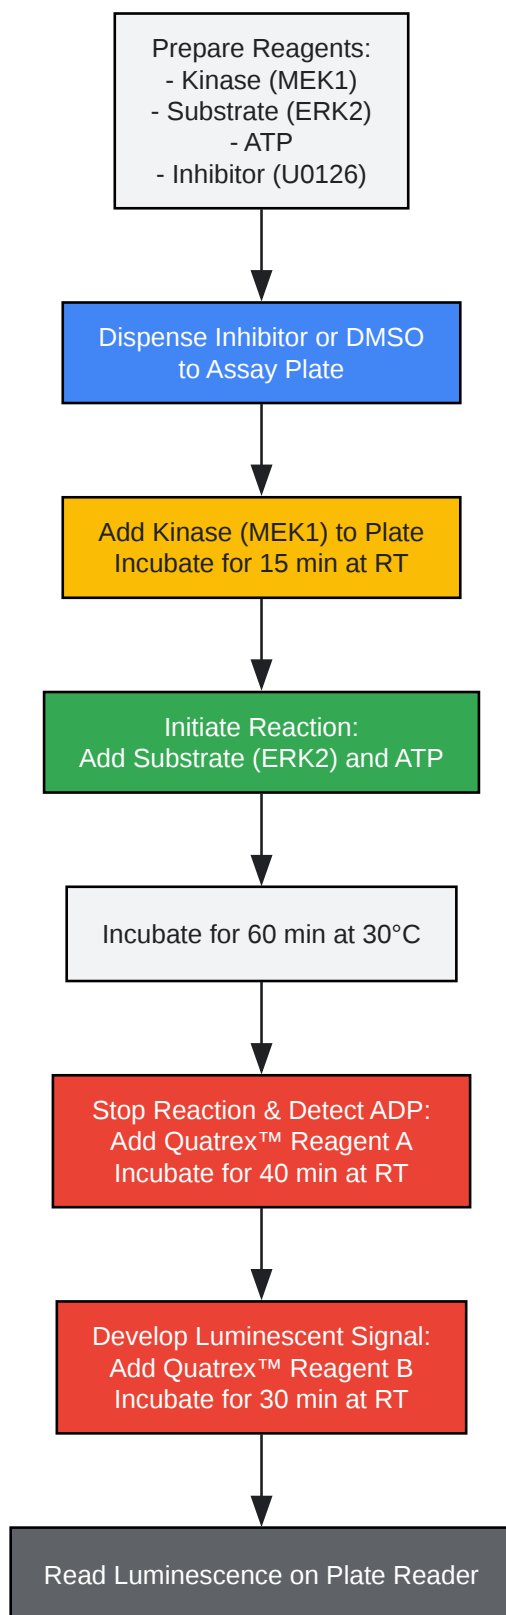 Prepare Reagents:
- Kinase (MEK1)
- Substrate (ERK2)
- ATP
- Inhibitor (U0126)
Dispense Inhibitor or DMSO
to Assay Plate
Add Kinase (MEK1) to Plate
Incubate for 15 min at RT
Initiate Reaction:
Add Substrate (ERK2) and ATP
Incubate for 60 min at 30°C
Stop Reaction & Detect ADP:
Add Quatrex™ Reagent A
Incubate for 40 min at RT
Develop Luminescent Signal:
Add Quatrex™ Reagent B
Incubate for 30 min at RT
Read Luminescence on Plate Reader